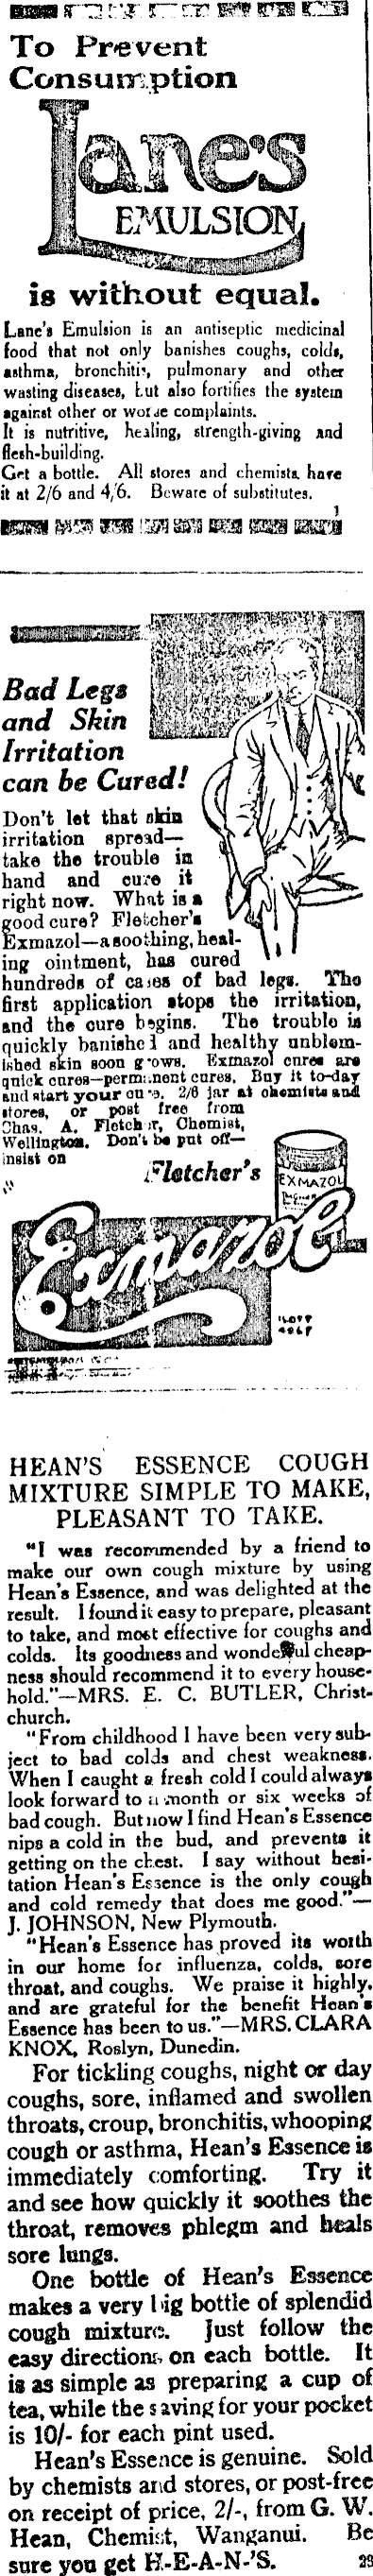 To Prevent
Consumption
Lane's
EMULSION
is without equal.
Lane's Emulsion is an antiseptic medicinal
food that not only banishes coughs, colds,
asthma, bronchitis, pulmonary and other
wasting diseases, but also fortifies the system
against other or worse complaints.
It is nutritive, healing, strength-giving and
flesh-building.
Get a bottle. All stores and chemists have
it at 2/6 and 4/6. Beware of substitutes.
1
Bad Legs
and Skin
Irritation
can be Cured!
Don't let that skin
irritation spread—
take the trouble in
hand and cure it
right now. What is a
good cure? Fletcher's
Exmazol—a soothing, heal-
ing ointment, has cured
hundreds of cases of bad legs. The
first application stops the irritation,
and the cure begins. The trouble is
quickly banished and healthy unblem-
ished skin soon grows. Exmazol cures are
quick cures—permanent cures. Buy it to-day
and start your cure. 2/6 jar at chemists and
stores, or post free from
Chas. A. Fletcher, Chemist,
Wellington. Don't be put off—
insist on
Fletcher's
EXMAZOL
Exmazol
HEAN'S ESSENCE COUGH
MIXTURE SIMPLE TO MAKE,
PLEASANT TO TAKE.
"I was recommended by a friend to
make our own cough mixture by using
Hean's Essence, and was delighted at the
result. I found it easy to prepare, pleasant
to take, and most effective for coughs and
colds. Its goodness and wonderful cheap-
ness should recommend it to every house-
hold."—MRS. E. C. BUTLER, Christ-
church.
"From childhood I have been very sub-
ject to bad colds and chest weakness.
When I caught a fresh cold I could always
look forward to a month or six weeks of
bad cough. But now I find Hean's Essence
nips a cold in the bud, and prevents it
getting on the chest. I say without hesi-
tation Hean's Essence is the only cough
and cold remedy that does me good."—
J. JOHNSON, New Plymouth.
"Hean's Essence has proved its worth
in our home for influenza, colds, sore
throat, and coughs. We praise it highly,
and are grateful for the benefit Hean's
Essence has been to us."—MRS. CLARA
KNOX, Roslyn, Dunedin.
For tickling coughs, night or day
coughs, sore, inflamed and swollen
throats, croup, bronchitis, whooping
cough or asthma, Hean's Essence is
immediately comforting. Try it
and see how quickly it soothes the
throat, removes phlegm and heals
sore lungs.
One bottle of Hean's Essence
makes a very big bottle of splendid
cough mixture. Just follow the
easy directions on each bottle. It
is as simple as preparing a cup of
tea, while the saving for your pocket
is 10/- for each pint used.
Hean's Essence is genuine. Sold
by chemists and stores, or post-free
on receipt of price, 2/-, from G. W.
Hean, Chemist, Wanganui. Be
sure you get H-E-A-N-'S. 29